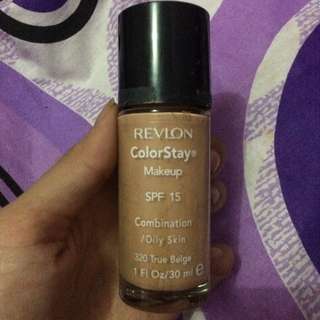 REVLON
ColorStay®
Makeup
SPF 15
Combination
/Oily Skin
320 True Beige
1 Fl Oz/30 ml ℮